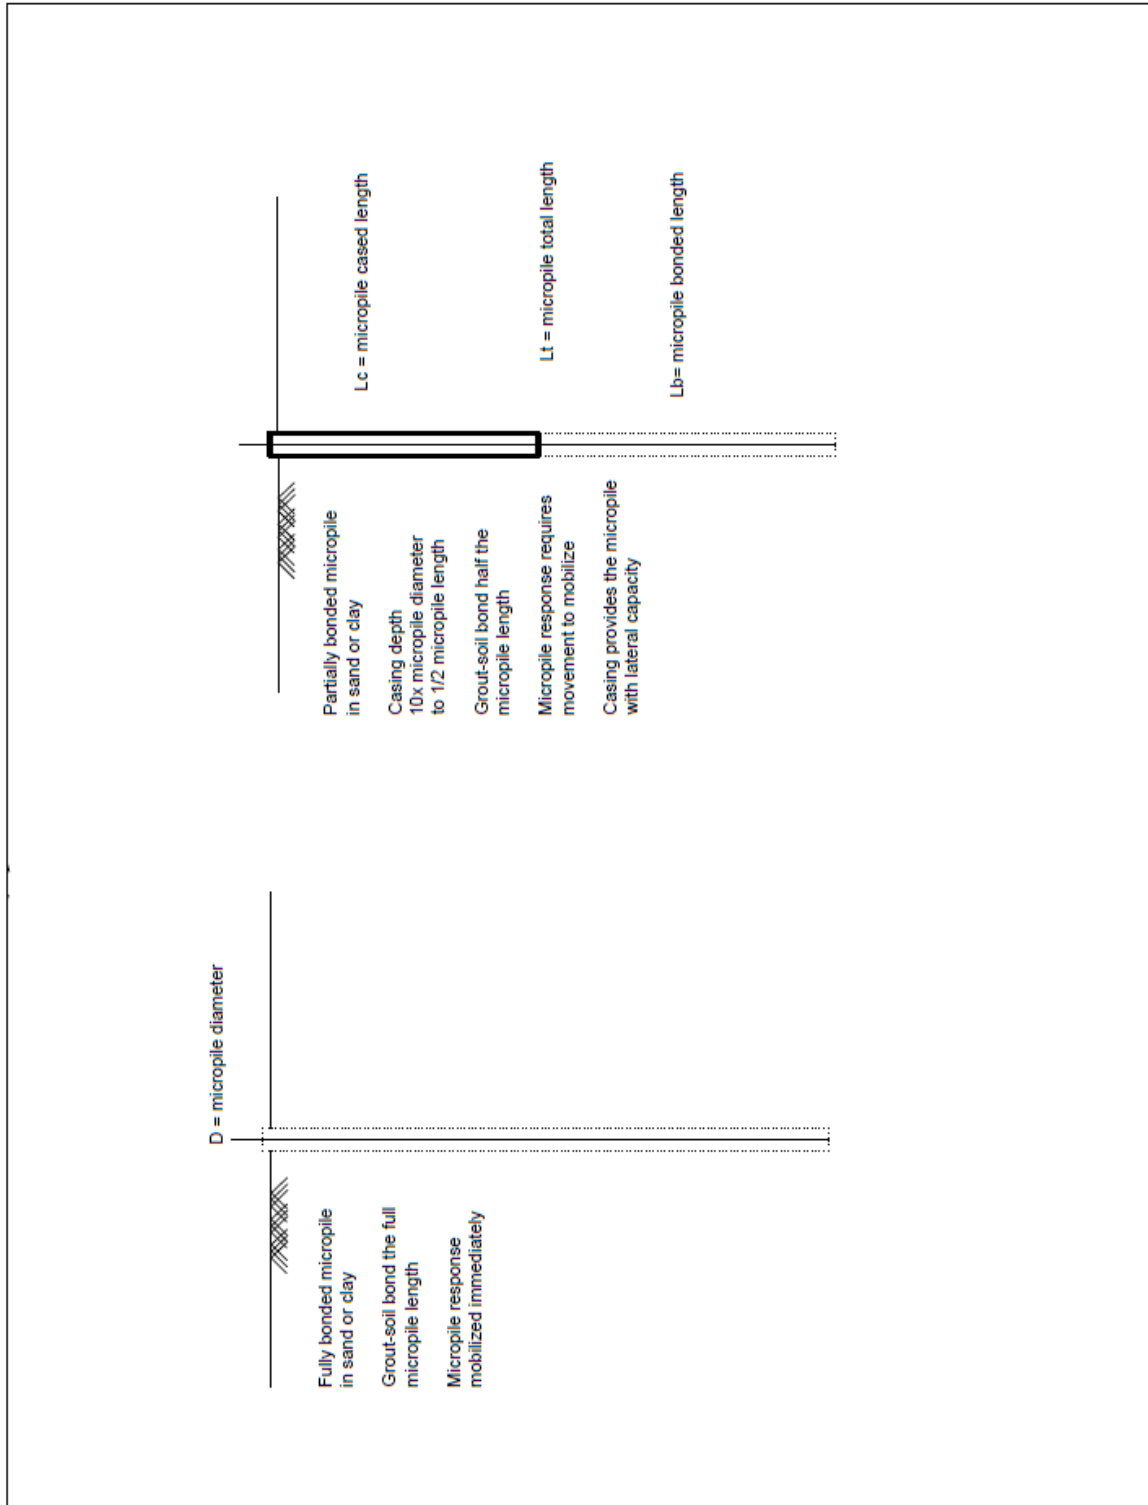 D = micropile diameter
Fully bonded micropile
in sand or clay
Grout-soil bond the full
micropile length
Micropile response
mobilized immediately
Partially bonded micropile
in sand or clay
Casing depth
10x micropile diameter
to 1/2 micropile length
Grout-soil bond half the
micropile length
Micropile response requires
movement to mobilize
Casing provides the micropile
with lateral capacity
Lc = micropile cased length
Lt = micropile total length
Lb= micropile bonded length